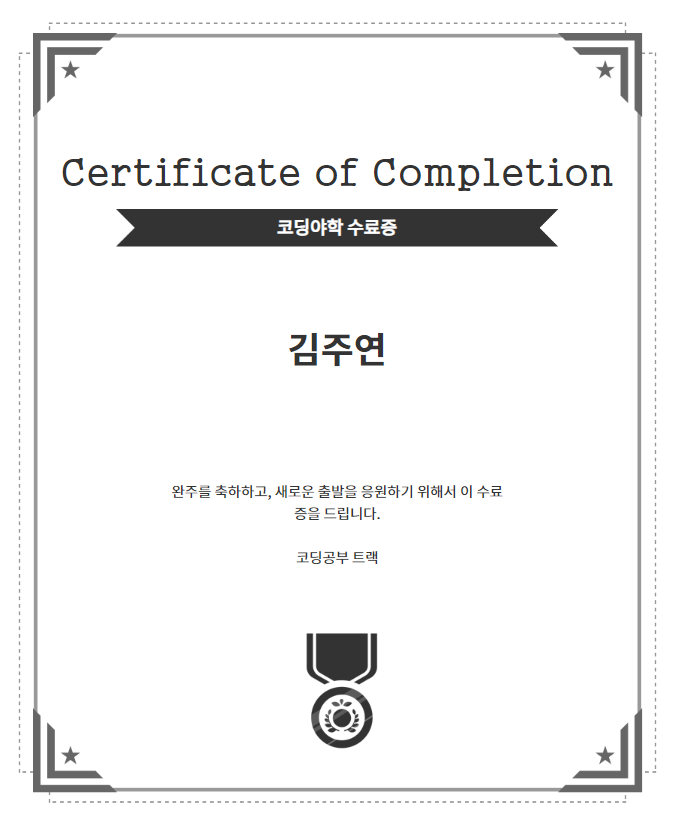 Certificate of Completion
코딩야학 수료증
김주연
완주를 축하하고, 새로운 출발을 응원하기 위해서 이 수료
증을 드립니다.
코딩공부 트랙